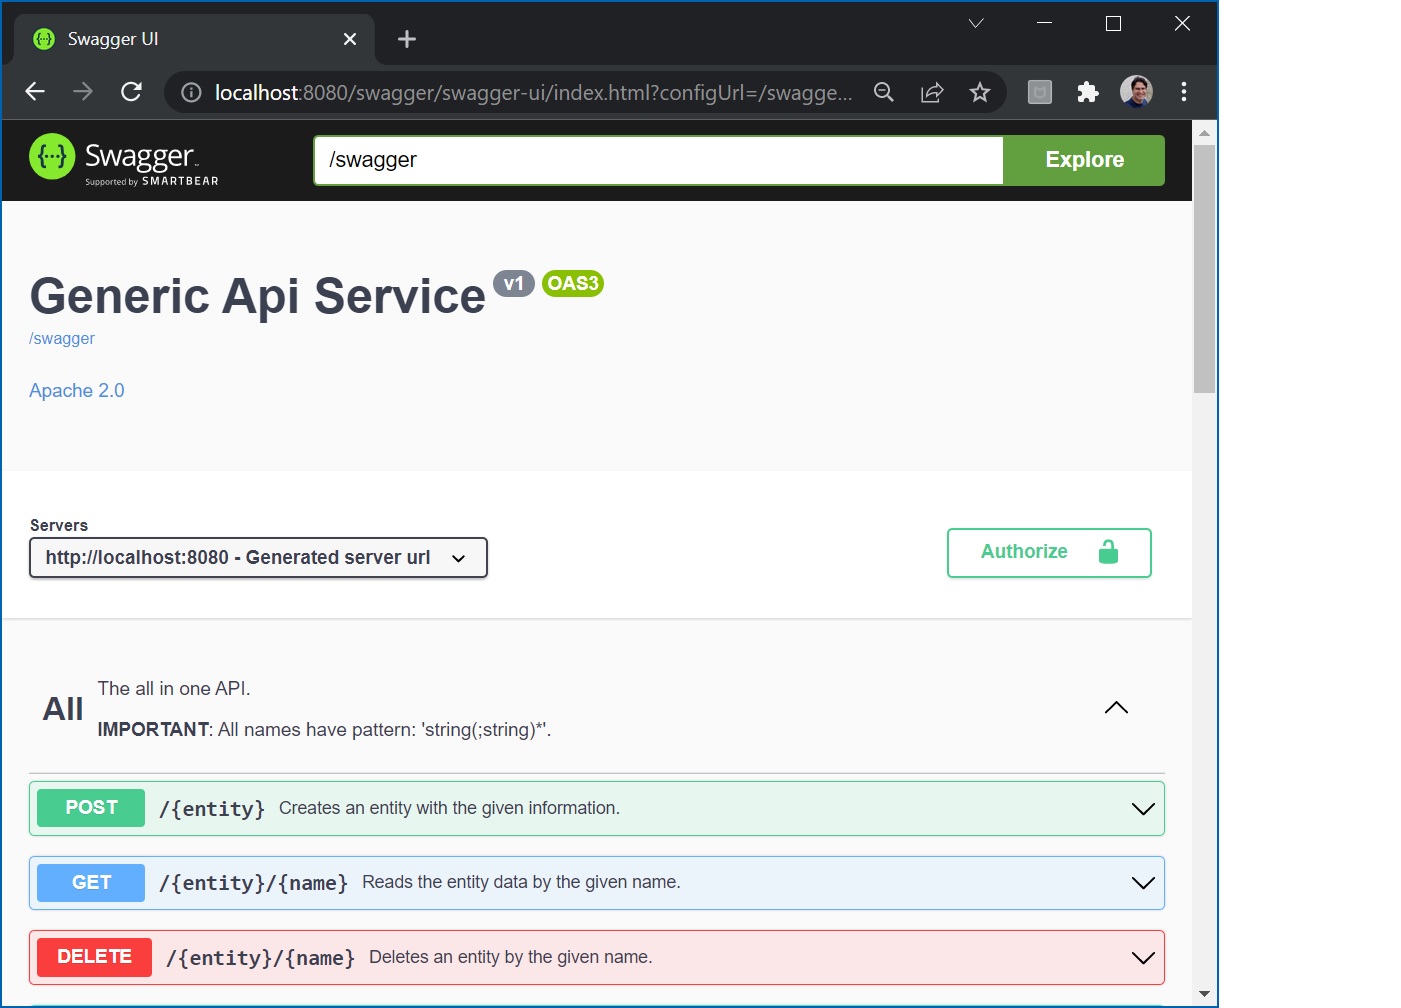 Swagger UI
localhost:8080/swagger/swagger-ui/index.html?configUrl=/swagge...
Swagger
Supported by SMARTBEAR
/swagger
Explore
Generic Api Service v1 OAS3
/swagger
Apache 2.0
Servers
http://localhost:8080 - Generated server url
Authorize
All
The all in one API.
IMPORTANT: All names have pattern: 'string(;string)*'.
POST /{entity} Creates an entity with the given information.
GET /{entity}/{name} Reads the entity data by the given name.
DELETE /{entity}/{name} Deletes an entity by the given name.